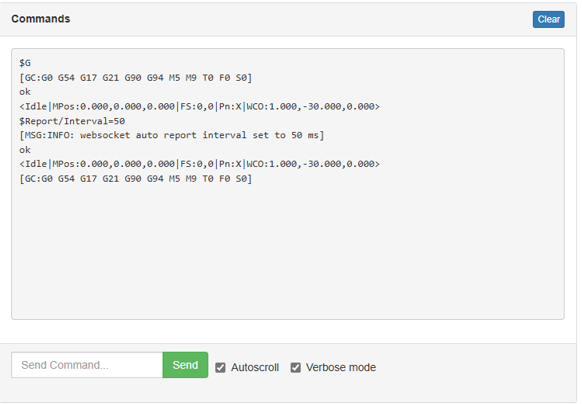 Commands
Clear
$G
[GC:G0 G54 G17 G21 G90 G94 M5 M9 T0 F0 S0]
ok
<Idle|MPos:0.000,0.000,0.000|FS:0,0|Pn:X|WCO:1.000,-30.000,0.000>
$Report/Interval=50
[MSG:INFO: websocket auto report interval set to 50 ms]
ok
<Idle|MPos:0.000,0.000,0.000|FS:0,0|Pn:X|WCO:1.000,-30.000,0.000>
[GC:G0 G54 G17 G21 G90 G94 M5 M9 T0 F0 S0]
Send Command...
Send
Autoscroll
Verbose mode